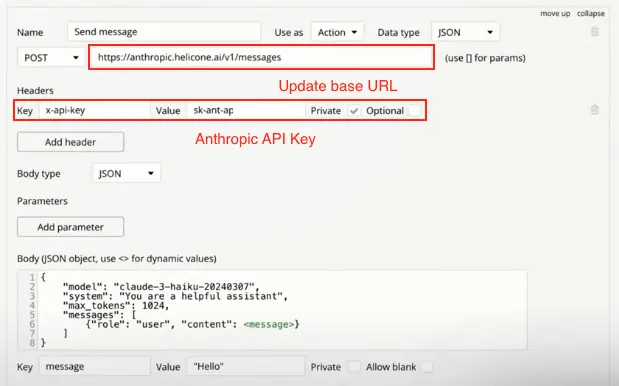 move up collapse
Name Send message Use as Action Data type JSON
POST https://anthropic.helicone.ai/v1/messages (use [] for params)
Update base URL
Headers
Key x-api-key Value sk-ant-ap Private Optional
Anthropic API Key
Add header
Body type JSON
Parameters
Add parameter
Body (JSON object, use <> for dynamic values)
1 {
2 "model": "claude-3-haiku-20240307",
3 "system": "You are a helpful assistant",
4 "max_tokens": 1024,
5 "messages": [
6 {"role": "user", "content": <message>}
7 ]
8 }
Key message Value "Hello" Private Allow blank